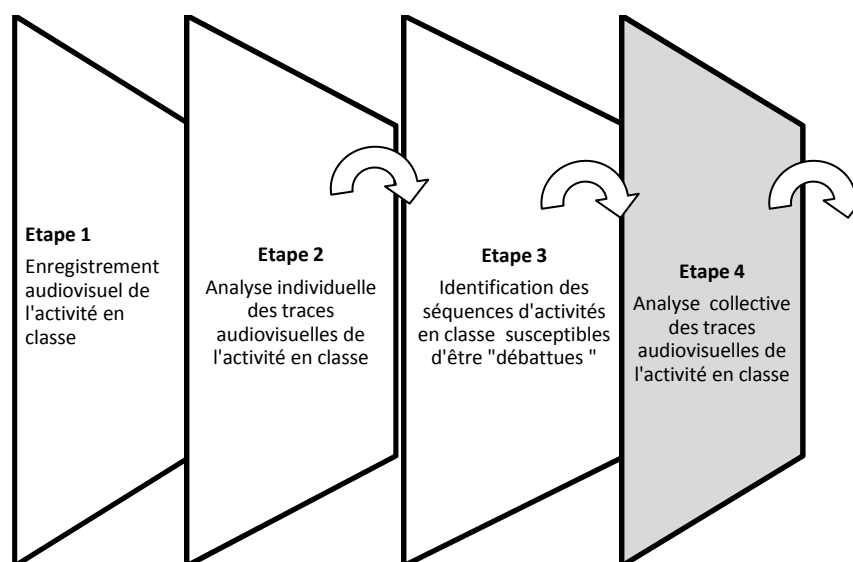 Etape 1
Enregistrement
audiovisuel de
l'activité en
classe
Etape 2
Analyse individuelle
des traces
audiovisuelles de
l'activité en classe
Etape 3
Identification des
séquences d'activités
en classe susceptibles
d'être "débattues "
Etape 4
Analyse collective
des traces
audiovisuelles de
l'activité en classe